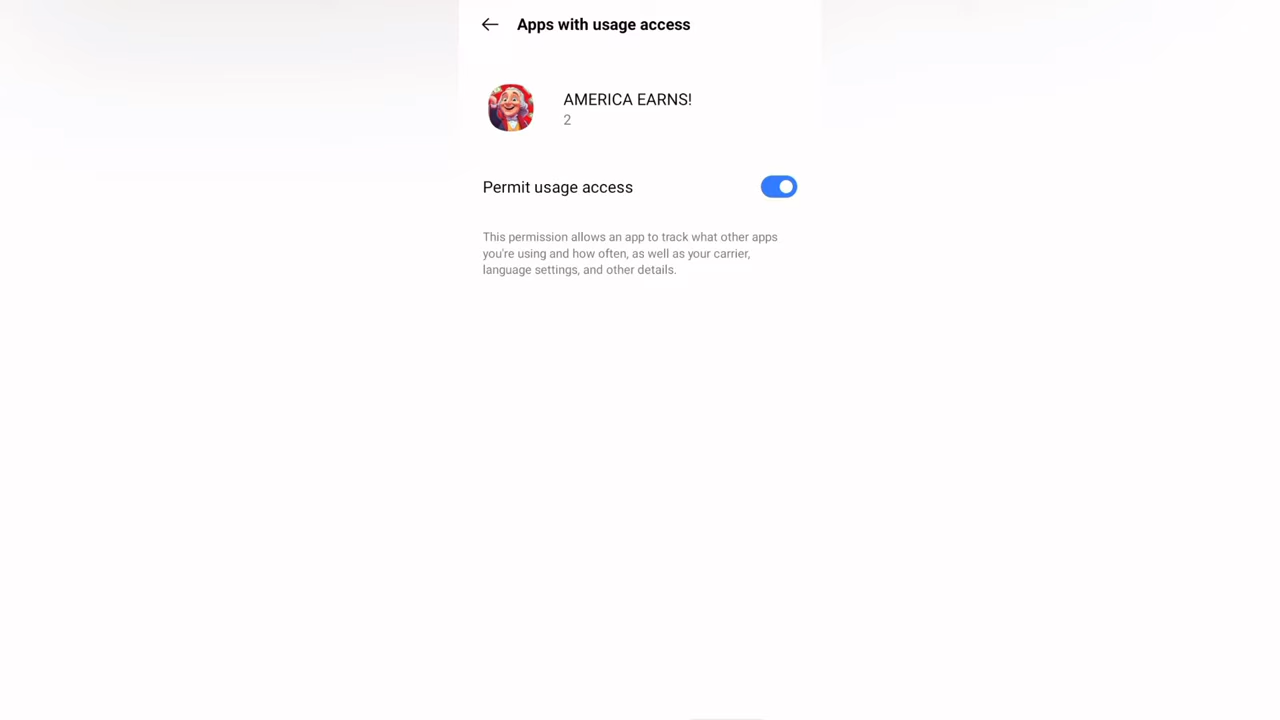 Apps with usage access
AMERICA EARNS!
2
Permit usage access
This permission allows an app to track what other apps
you're using and how often, as well as your carrier,
language settings, and other details.